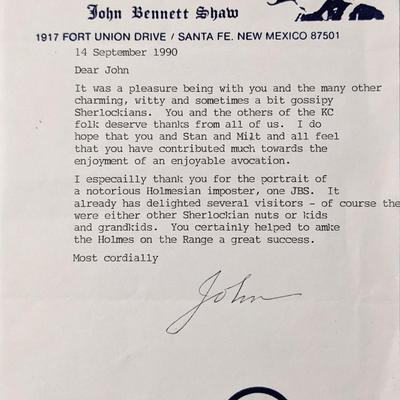 John Bennett Shaw
1917 FORT UNION DRIVE / SANTA FE, NEW MEXICO 87501
14 September 1990
Dear John
It was a pleasure being with you and the many other
charming, witty and sometimes a bit gossipy
Sherlockians. You and the others of the KC
folk deserve thanks from all of us. I do
hope that you and Stan and Milt and all feel
that you have contributed much towards the
enjoyment of an enjoyable avocation.
I especailly thank you for the portrait of
a notorious Holmesian imposter, one JBS. It
already has delighted several visitors - of course the
were either other Sherlockian nuts or kids
and grandkids. You certainly helped to amke
the Holmes on the Range a great success.
Most cordially
John